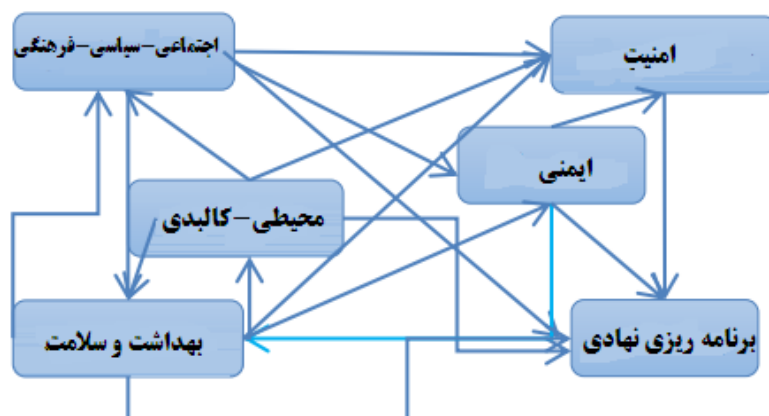 اجتماعی-سیاسی-فرهنگی
امنیت
ایمنی
محیطی-کالبدی
بهداشت و سلامت
برنامه ریزی نهادی